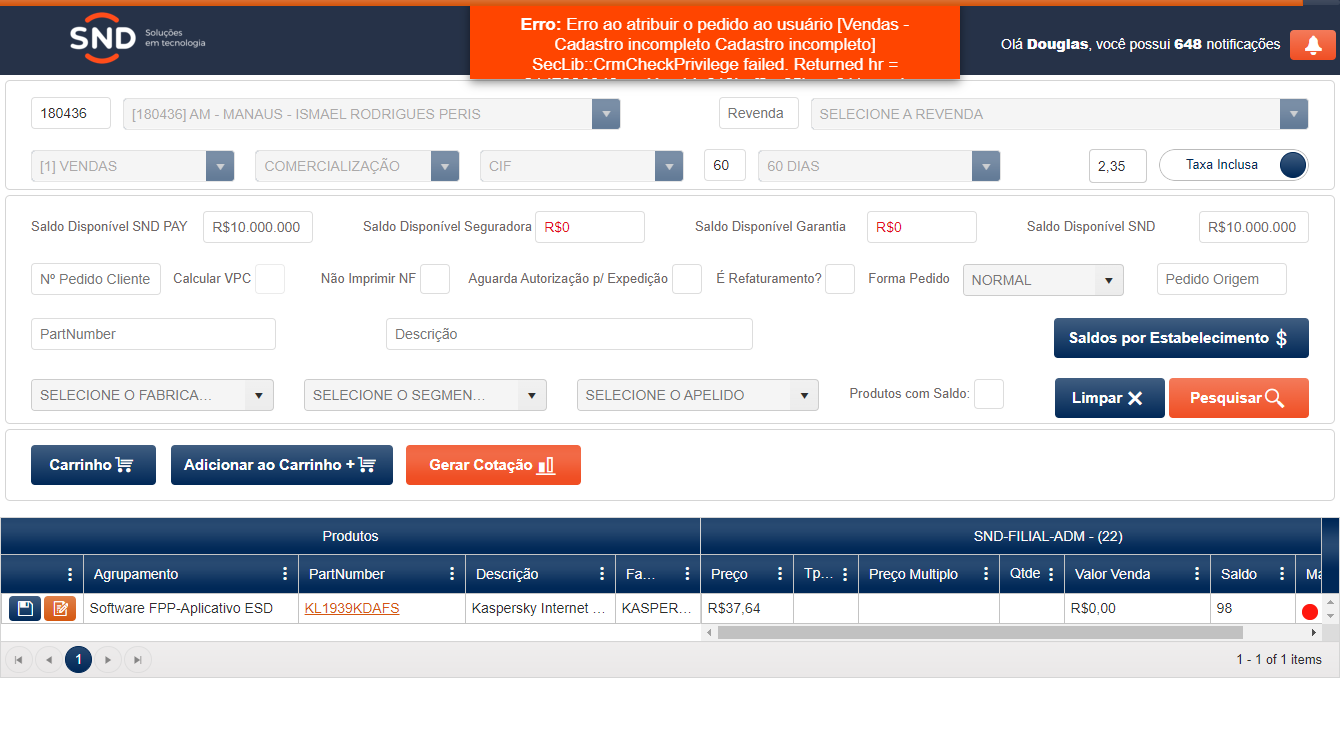 Erro: Erro ao atribuir o pedido ao usuário [Vendas -
Cadastro incompleto Cadastro incompleto]
SecLib::CrmCheckPrivilege failed. Returned hr =
SND Soluções
em tecnologia
Olá Douglas, você possui 648 notificações
180436 [180436] AM - MANAUS - ISMAEL RODRIGUES PERIS Revenda SELECIONE A REVENDA
[1] VENDAS COMERCIALIZAÇÃO CIF 60 60 DIAS 2,35 Taxa Inclusa
Saldo Disponível SND PAY R$10.000.000 Saldo Disponível Seguradora R$0 Saldo Disponível Garantia R$0 Saldo Disponível SND R$10.000.000
Nº Pedido Cliente Calcular VPC Não Imprimir NF Aguarda Autorização p/ Expedição É Refaturamento? Forma Pedido NORMAL Pedido Origem
PartNumber Descrição Saldos por Estabelecimento $
SELECIONE O FABRICA... SELECIONE O SEGMEN... SELECIONE O APELIDO Produtos com Saldo: Limpar Pesquisar
Carrinho Adicionar ao Carrinho + Gerar Cotação
Produtos SND-FILIAL-ADM - (22)
Agrupamento PartNumber Descrição Fa... Preço Tp... Preço Multiplo Qtde Valor Venda Saldo Ma
Software FPP-Aplicativo ESD KL1939KDAFS Kaspersky Internet ... KASPER... R$37,64 R$0,00 98
1 1 - 1 of 1 items